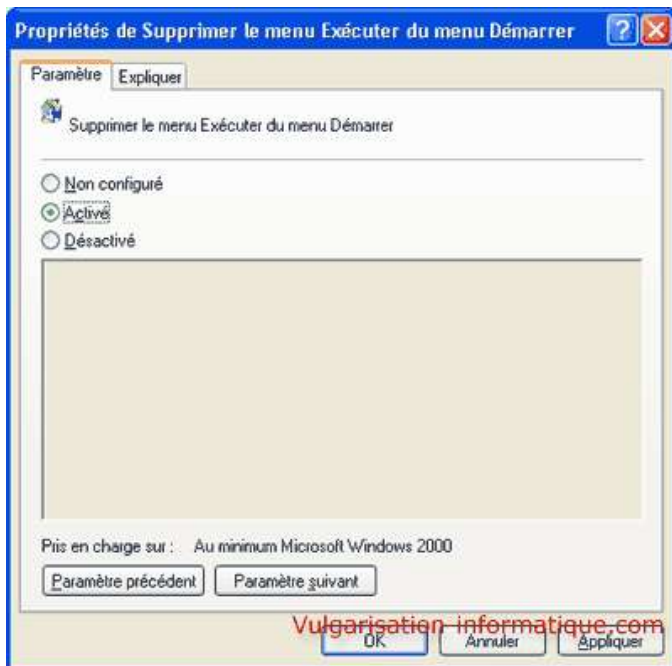 Propriétés de Supprimer le menu Exécuter du menu Démarrer
Paramètre Expliquer
Supprimer le menu Exécuter du menu Démarrer
Non configuré
Activé
Désactivé
Pris en charge sur : Au minimum Microsoft Windows 2000
Paramètre précédent Paramètre suivant
Vulgarisation-informatique.com
OK Annuler Appliquer